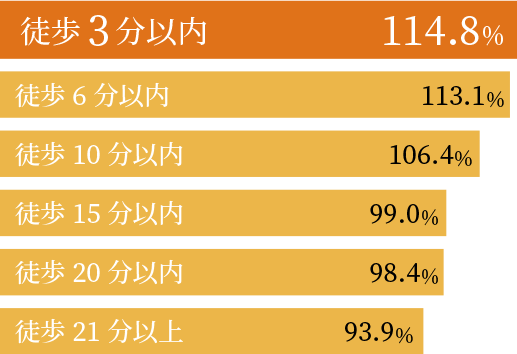 徒歩 3 分以内 114.8%
徒歩 6 分以内 113.1%
徒歩 10 分以内 106.4%
徒歩 15 分以内 99.0%
徒歩 20 分以内 98.4%
徒歩 21 分以上 93.9%